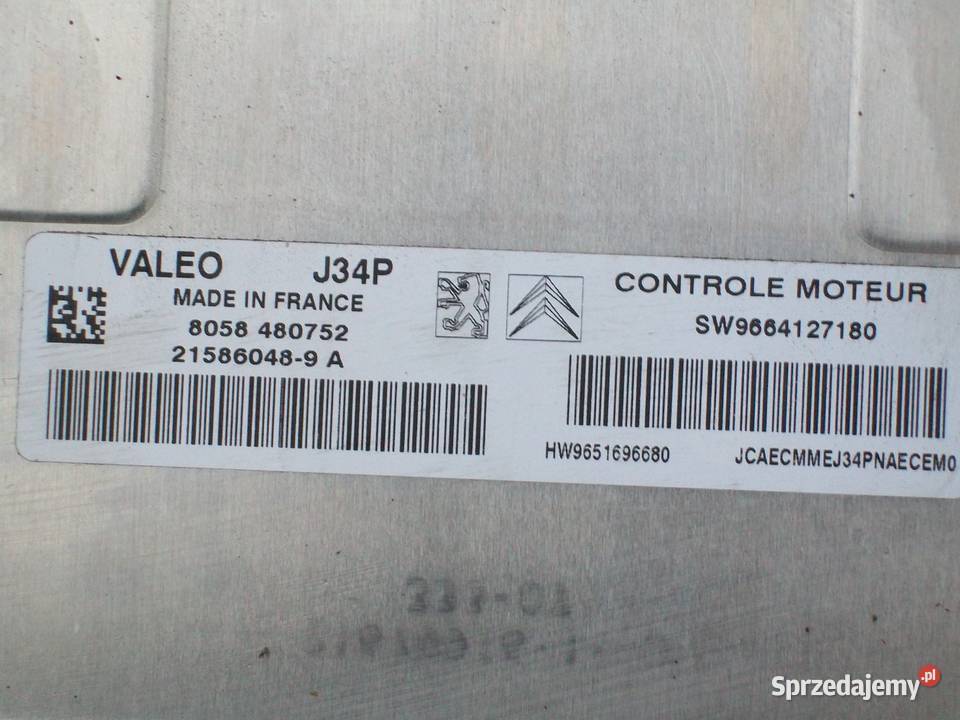 VALEO J34P
MADE IN FRANCE
8058 480752
21586048-9 A
CONTROLE MOTEUR
SW9664127180
HW9651696680 JCAECMMEJ34PNAECEM0
Sprzedajemy.pl